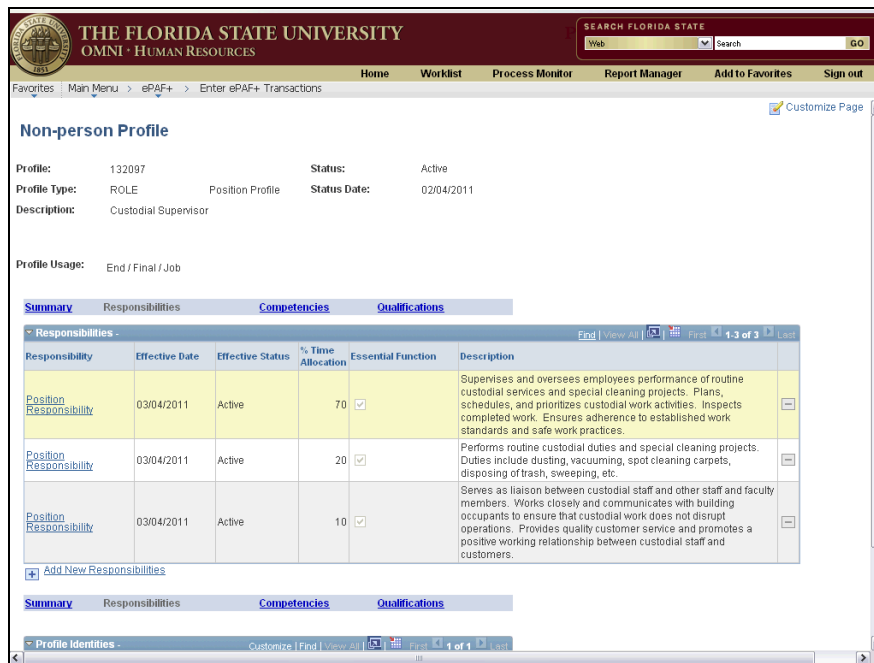 THE FLORIDA STATE UNIVERSITY
OMNI · HUMAN RESOURCES
SEARCH FLORIDA STATE
Web Search GO
1851
Home Worklist Process Monitor Report Manager Add to Favorites Sign out
Favorites Main Menu > ePAF+ > Enter ePAF+ Transactions
Customize Page
Non-person Profile
Profile: 132097 Status: Active
Profile Type: ROLE Position Profile Status Date: 02/04/2011
Description: Custodial Supervisor
Profile Usage: End / Final / Job
Summary Responsibilities Competencies Qualifications
Responsibilities - Find | View All | First 1-3 of 3 Last
Responsibility Effective Date Effective Status % Time Allocation Essential Function Description
Position Responsibility 03/04/2011 Active 70
Supervises and oversees employees performance of routine
custodial services and special cleaning projects. Plans,
schedules, and prioritizes custodial work activities. Inspects
completed work. Ensures adherence to established work
standards and safe work practices.
Position Responsibility 03/04/2011 Active 20
Performs routine custodial duties and special cleaning projects.
Duties include dusting, vacuuming, spot cleaning carpets,
disposing of trash, sweeping, etc.
Position Responsibility 03/04/2011 Active 10
Serves as liaison between custodial staff and other staff and faculty
members. Works closely and communicates with building
occupants to ensure that custodial work does not disrupt
operations. Provides quality customer service and promotes a
positive working relationship between custodial staff and
customers.
Add New Responsibilities
Summary Responsibilities Competencies Qualifications
Profile Identities - Customize | Find | View All | First 1 of 1 Last